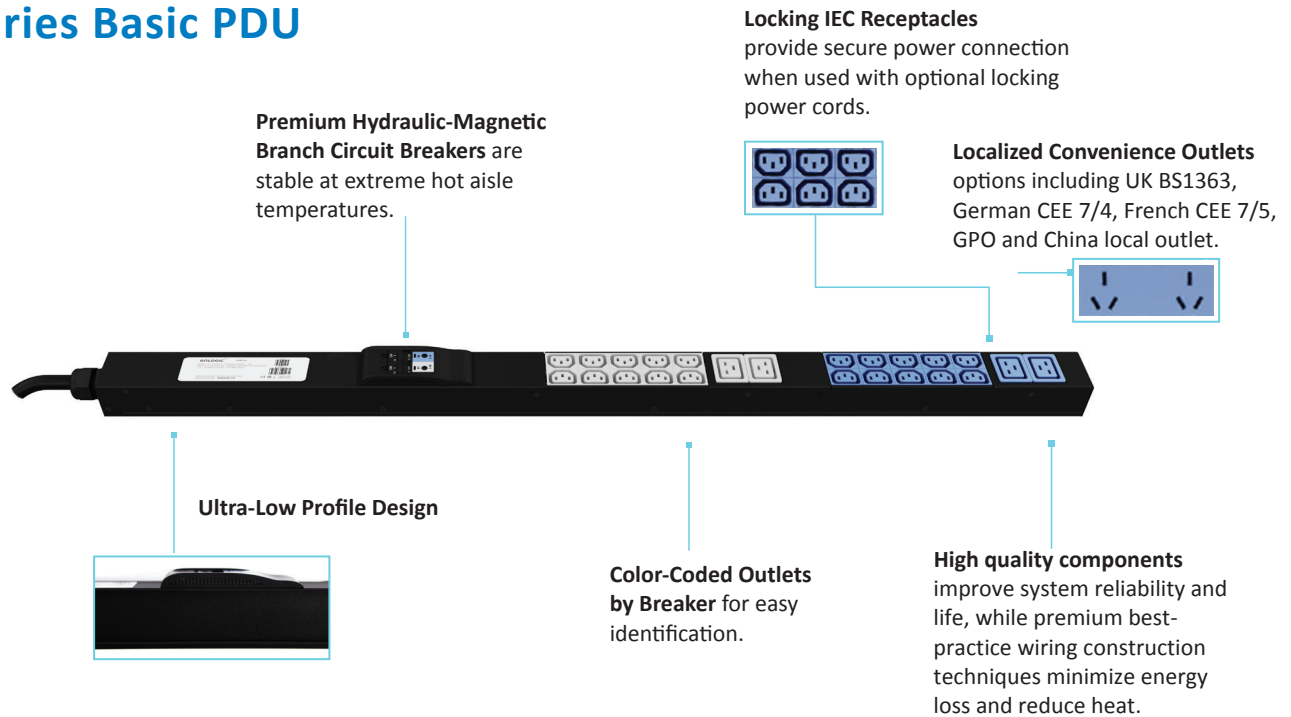 ries Basic PDU
Locking IEC Receptacles
provide secure power connection
when used with optional locking
power cords.
Premium Hydraulic-Magnetic
Branch Circuit Breakers are
stable at extreme hot aisle
temperatures.
Localized Convenience Outlets
options including UK BS1363,
German CEE 7/4, French CEE 7/5,
GPO and China local outlet.
ENLOGIC
Ultra-Low Profile Design
Color-Coded Outlets
by Breaker for easy
identification.
High quality components
improve system reliability and
life, while premium best-
practice wiring construction
techniques minimize energy
loss and reduce heat.